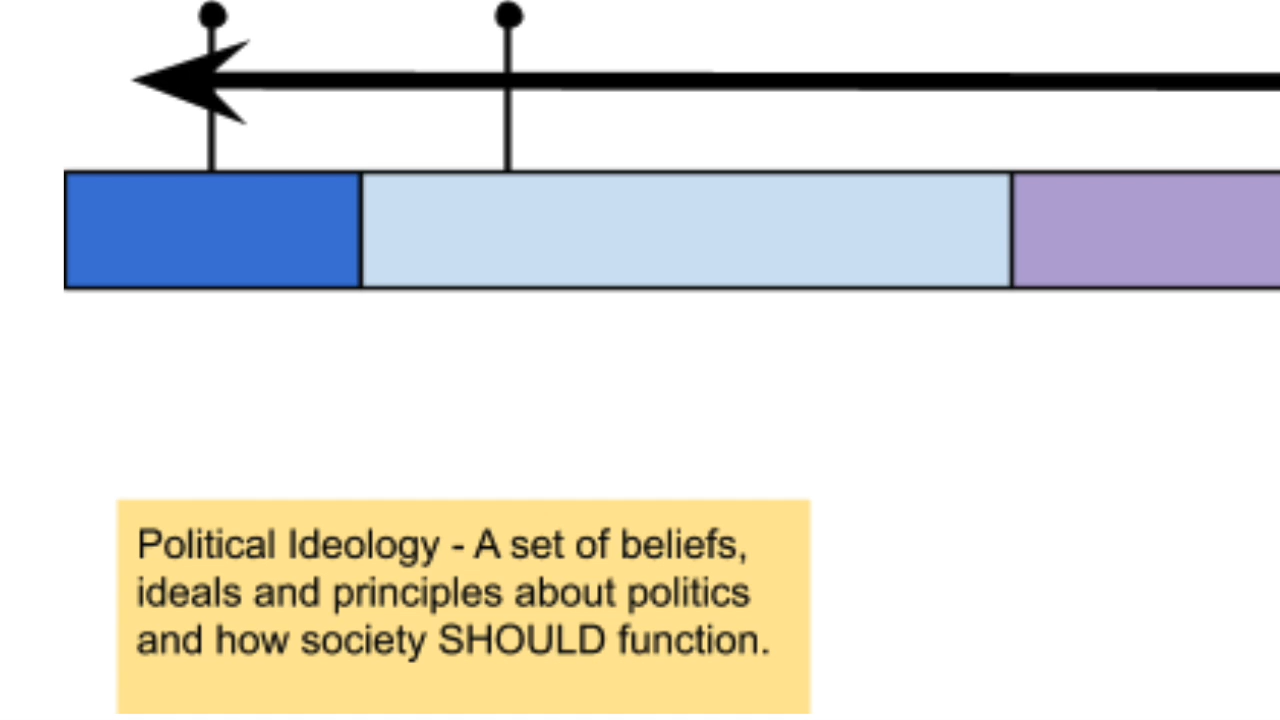 Political Ideology - A set of beliefs,
ideals and principles about politics
and how society SHOULD function.